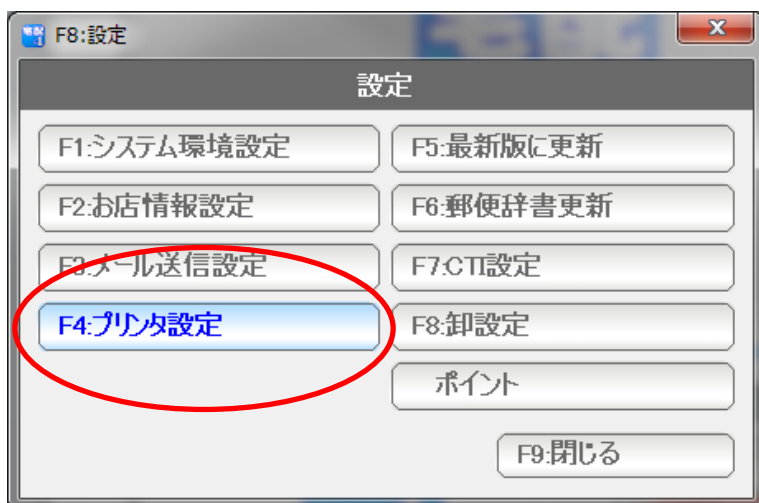 F8:設定
設定
F1:システム環境設定
F2:お店情報設定
F3:メール送信設定
F4:プリンタ設定
F5:最新版に更新
F6:郵便辞書更新
F7:CTI設定
F8:卸設定
ポイント
F9:閉じる